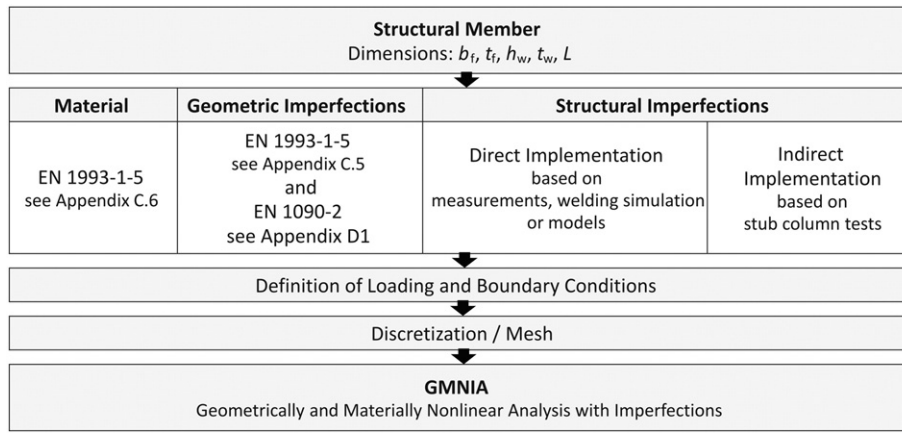 Structural Member
Dimensions: bf, tf, hw, tw, L
Material
Geometric Imperfections
Structural Imperfections
EN 1993-1-5
see Appendix C.6
EN 1993-1-5
see Appendix C.5
and
EN 1090-2
see Appendix D1
Direct Implementation
based on
measurements, welding simulation
or models
Indirect
Implementation
based on
stub column tests
Definition of Loading and Boundary Conditions
Discretization / Mesh
GMNIA
Geometrically and Materially Nonlinear Analysis with Imperfections